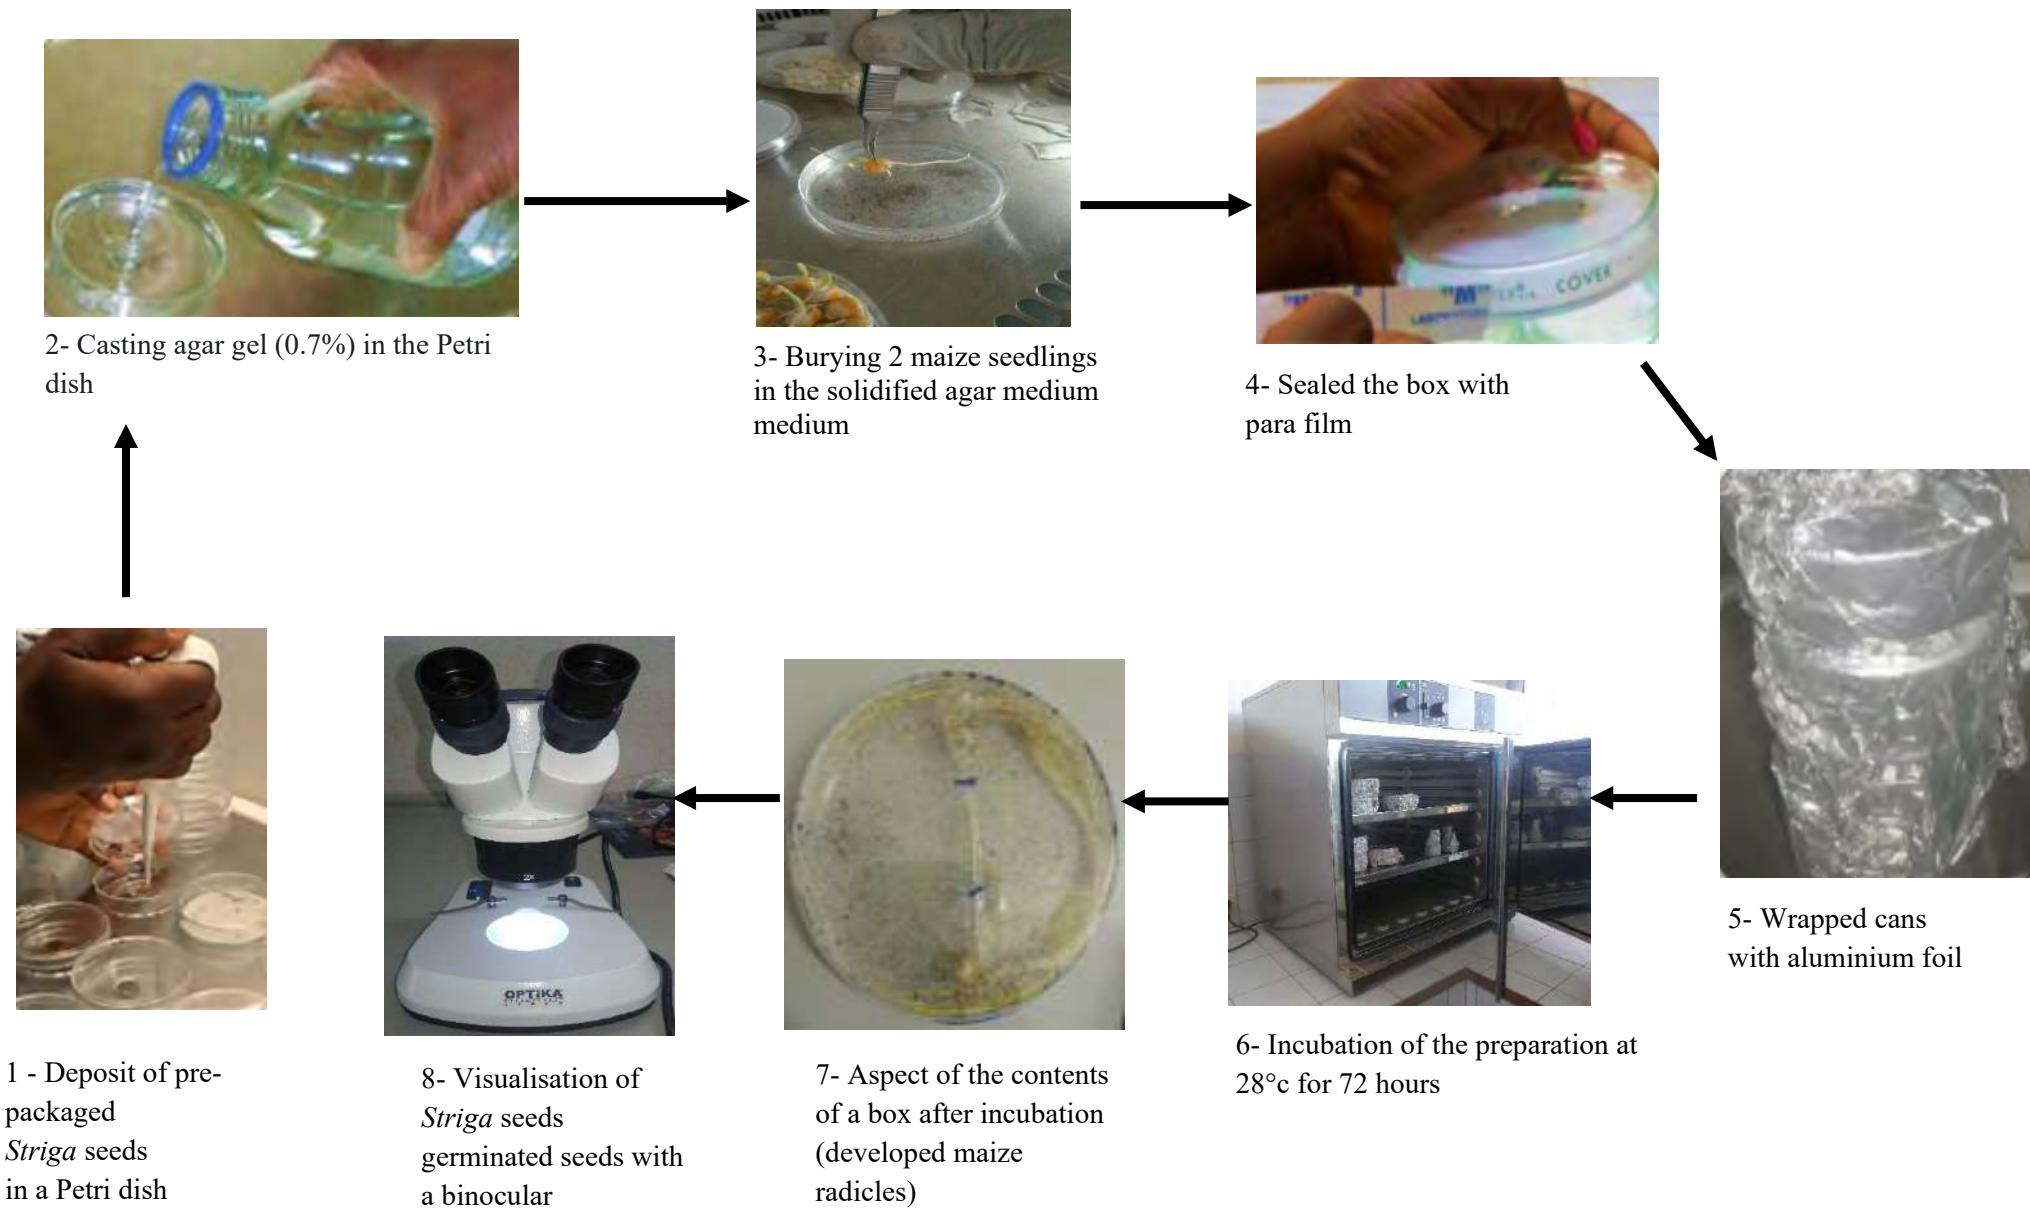 2- Casting agar gel (0.7%) in the Petri
dish
3- Burying 2 maize seedlings
in the solidified agar medium
medium
COVER
"M"
4- Sealed the box with
para film
5- Wrapped cans
with aluminium foil
2X
OPTIKA
1 - Deposit of pre-
packaged
Striga seeds
in a Petri dish
8- Visualisation of
Striga seeds
germinated seeds with
a binocular
7- Aspect of the contents
of a box after incubation
(developed maize
radicles)
6- Incubation of the preparation at
28°c for 72 hours